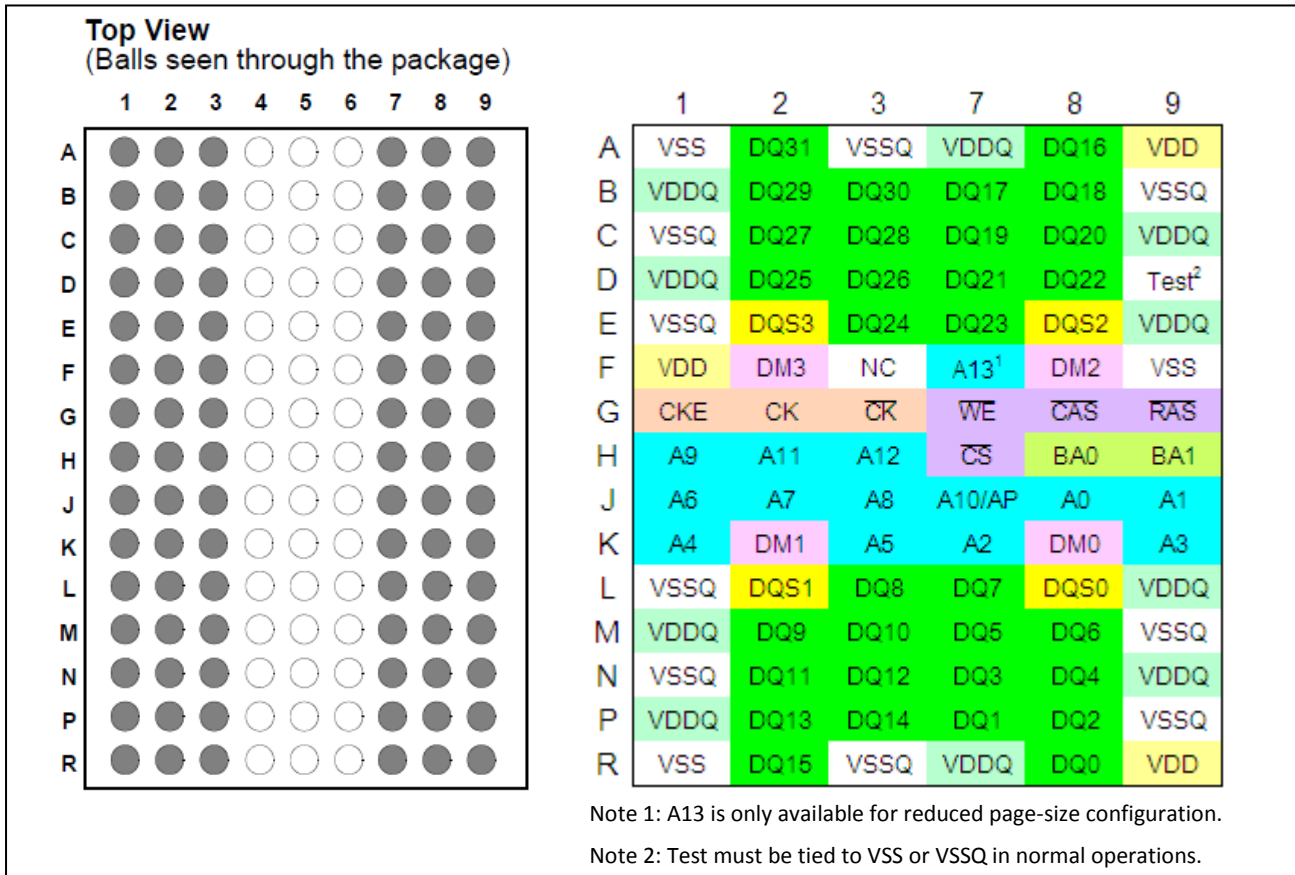 Top View
(Balls seen through the package)
1 2 3 4 5 6 7 8 9
A
B
C
D
E
F
G
H
J
K
L
M
N
P
R
1 2 3 7 8 9
A VSS DQ31 VSSQ VDDQ DQ16 VDD
B VDDQ DQ29 DQ30 DQ17 DQ18 VSSQ
C VSSQ DQ27 DQ28 DQ19 DQ20 VDDQ
D VDDQ DQ25 DQ26 DQ21 DQ22 Test²
E VSSQ DQS3 DQ24 DQ23 DQS2 VDDQ
F VDD DM3 NC A13¹ DM2 VSS
G CKE CK C̅K̅ W̅E̅ C̅A̅S̅ R̅A̅S̅
H A9 A11 A12 C̅S̅ BA0 BA1
J A6 A7 A8 A10/AP A0 A1
K A4 DM1 A5 A2 DM0 A3
L VSSQ DQS1 DQ8 DQ7 DQS0 VDDQ
M VDDQ DQ9 DQ10 DQ5 DQ6 VSSQ
N VSSQ DQ11 DQ12 DQ3 DQ4 VDDQ
P VDDQ DQ13 DQ14 DQ1 DQ2 VSSQ
R VSS DQ15 VSSQ VDDQ DQ0 VDD
Note 1: A13 is only available for reduced page-size configuration.
Note 2: Test must be tied to VSS or VSSQ in normal operations.